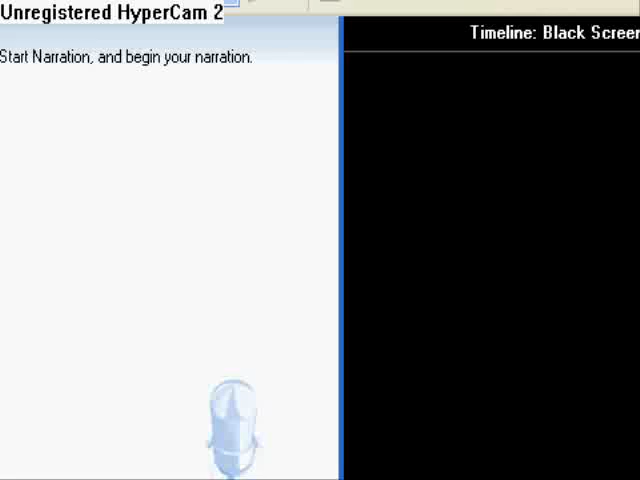 Unregistered HyperCam 2
Timeline: Black Screen
Start Narration, and begin your narration.